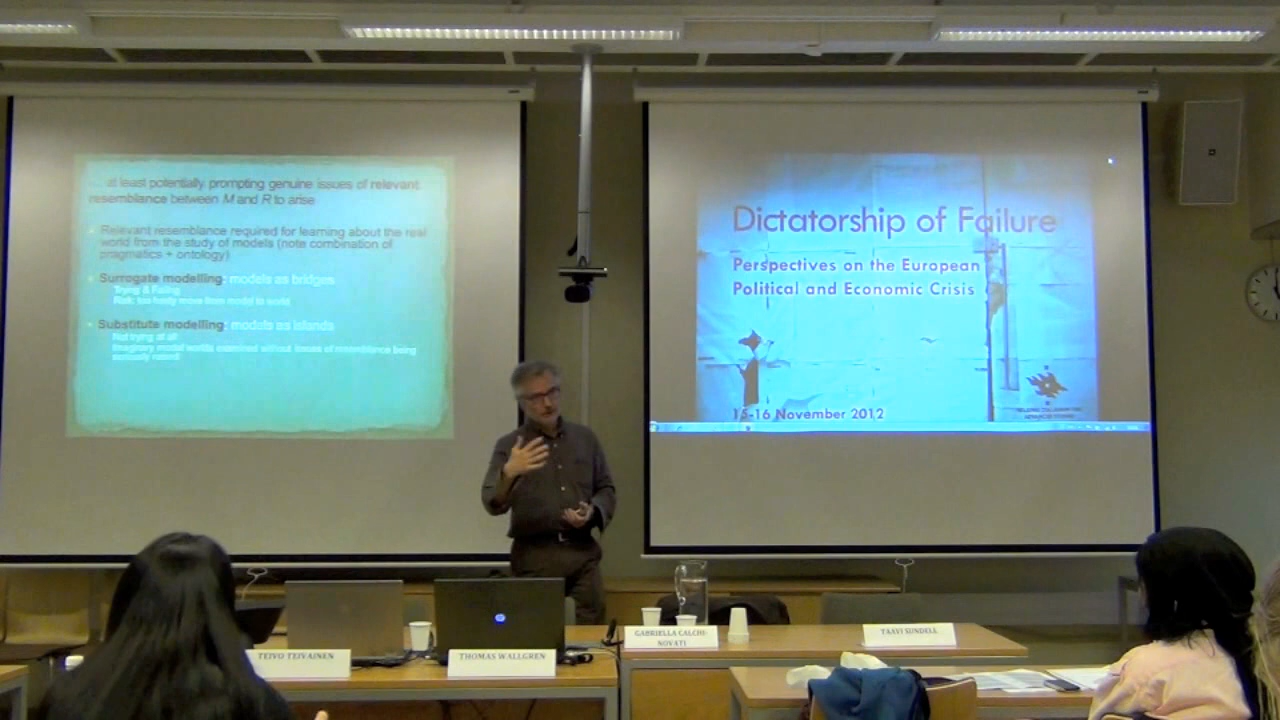 ... at least potentially prompting genuine issues of relevant
resemblance between M and R to arise
Relevant resemblance required for learning about the real
world from the study of models (note combination of
pragmatics + ontology)
Surrogate modelling: models as bridges
Trying & Failing
Risk: too hasty move from model to world
Substitute modelling: models as islands
Not trying at all
Imaginary model worlds examined without issues of resemblance being
seriously raised
Dictatorship of Failure
Perspectives on the European
Political and Economic Crisis
15-16 November 2012
TEIVO TEIVAINEN
THOMAS WALLGREN
GABRIELLA CALCHI-
NOVATI
TAAVI SUNDELL